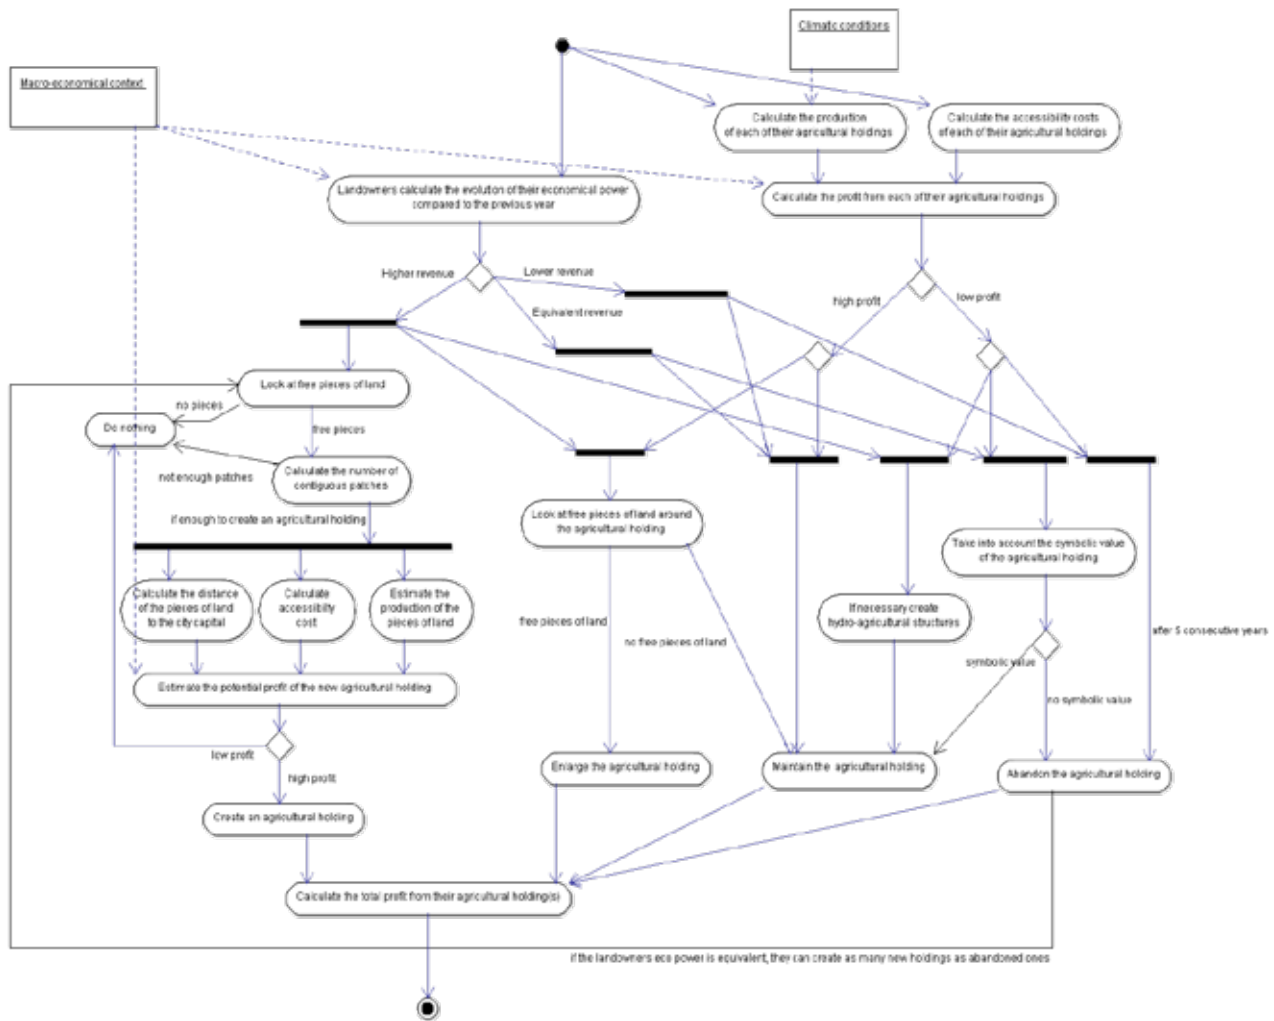 Climatic conditions
Macro-economical context
Calculate the production
of each of their agricultural holdings
Calculate the accessibility costs
of each of their agricultural holdings
Landowners calculate the evolution of their economical power
compared to the previous year
Calculate the profit from each of their agricultural holdings
Higher revenue
Lower revenue
Equivalent revenue
high profit
low profit
Look at free pieces of land
no pieces
Do nothing
free pieces
not enough patches
Calculate the number of
contiguous patches
if enough to create an agricultural holding
Look at free pieces of land around
the agricultural holding
Take into account the symbolic value
of the agricultural holding
Calculate the distance
of the pieces of land
to the city capital
Calculate
accessibilty
cost
Estimate the
production of the
pieces of land
If necessary create
hydro-agricultural structures
free pieces of land
no free pieces of land
after 5 consecutive years
symbolic value
no symbolic value
Estimate the potential profit of the new agricultural holding
low profit
high profit
Enlarge the agricultural holding
Maintain the agricultural holding
Abandon the agricultural holding
Create an agricultural holding
Calculate the total profit from their agricultural holding(s)
if the landowners eco power is equivalent, they can create as many new holdings as abandoned ones